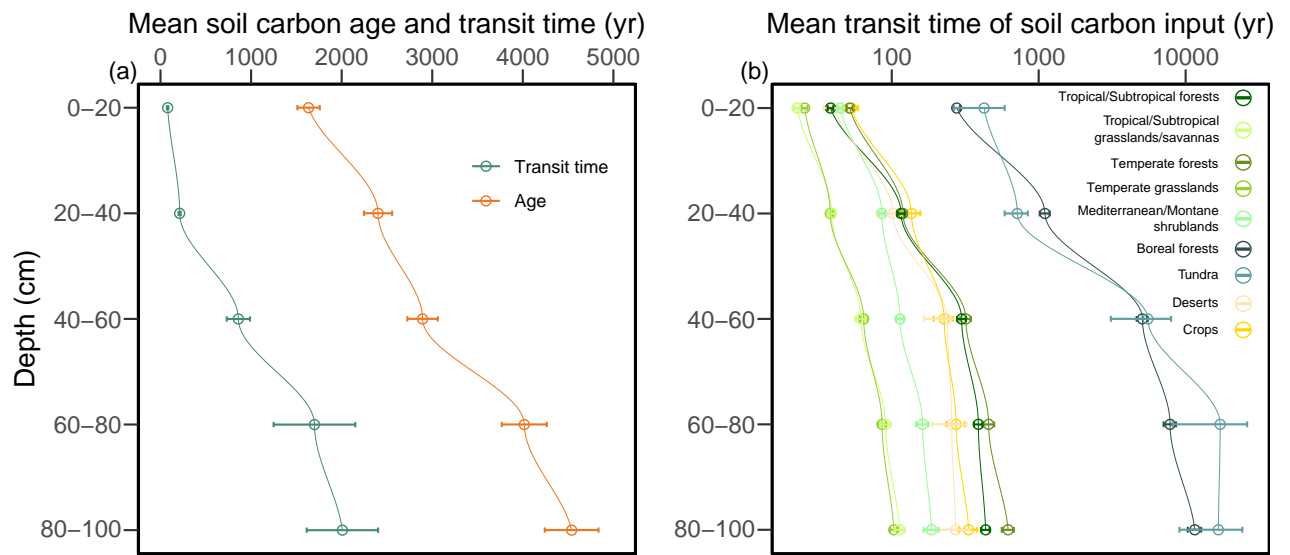 Mean soil carbon age and transit time (yr)
0 1000 2000 3000 4000 5000
(a)
Depth (cm)
0–20
20–40
40–60
60–80
80–100
Transit time
Age
Mean transit time of soil carbon input (yr)
100 1000 10000
(b)
0–20
20–40
40–60
60–80
80–100
Tropical/Subtropical forests
Tropical/Subtropical
grasslands/savannas
Temperate forests
Temperate grasslands
Mediterranean/Montane
shrublands
Boreal forests
Tundra
Deserts
Crops